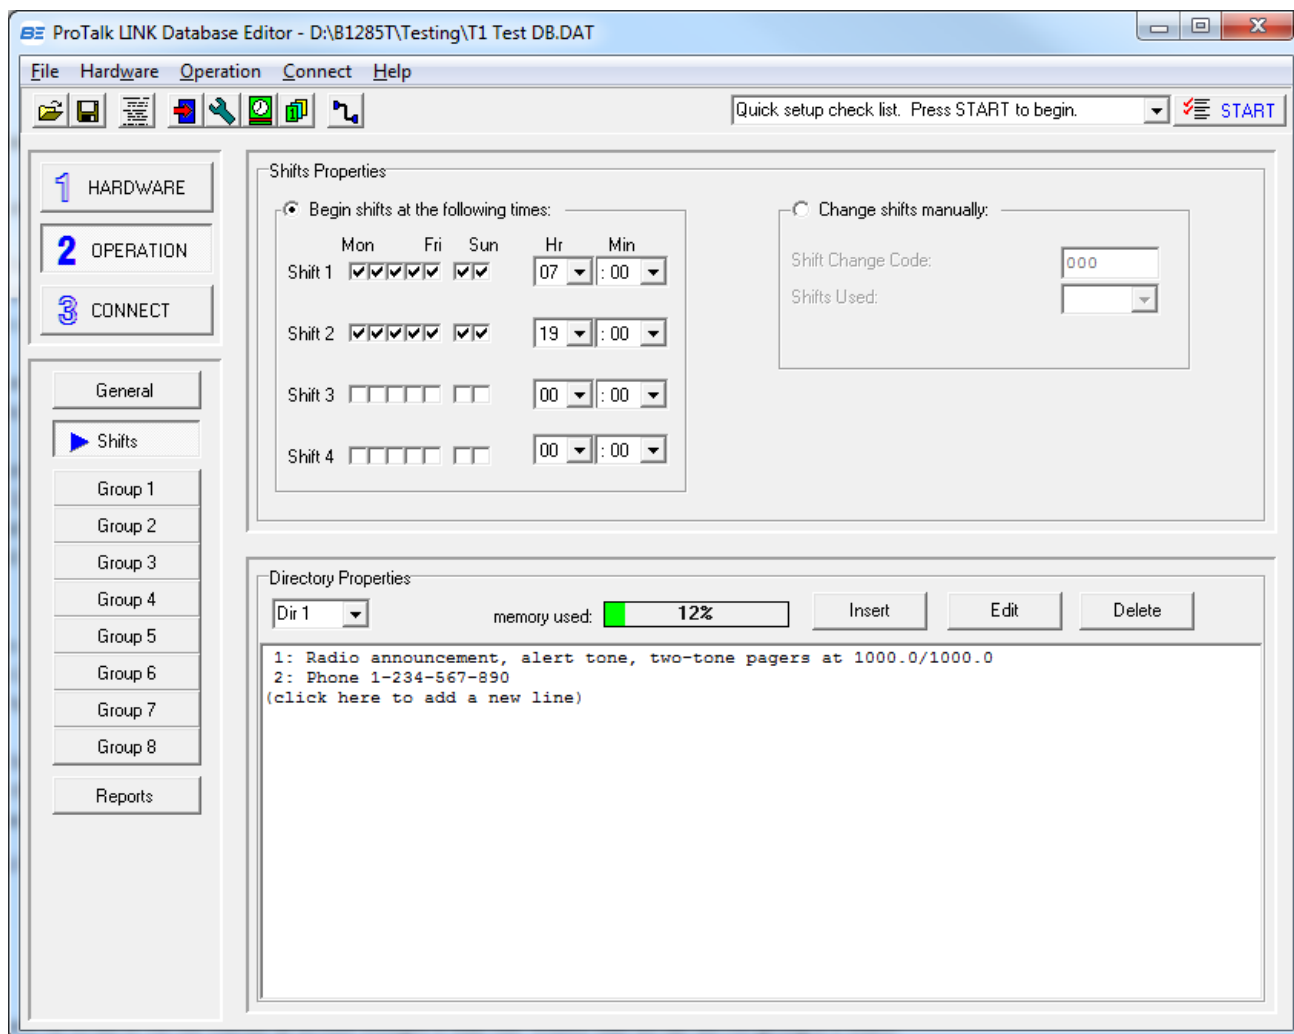 BE ProTalk LINK Database Editor - D:\B1285T\Testing\T1 Test DB.DAT
File Hardware Operation Connect Help
Quick setup check list. Press START to begin. START
1 HARDWARE
2 OPERATION
3 CONNECT
General
Shifts
Group 1
Group 2
Group 3
Group 4
Group 5
Group 6
Group 7
Group 8
Reports
Shifts Properties
Begin shifts at the following times:
Mon Fri Sun Hr Min
Shift 1 07 : 00
Shift 2 19 : 00
Shift 3 00 : 00
Shift 4 00 : 00
Change shifts manually:
Shift Change Code: 000
Shifts Used:
Directory Properties
Dir 1 memory used: 12% Insert Edit Delete
1: Radio announcement, alert tone, two-tone pagers at 1000.0/1000.0
2: Phone 1-234-567-890
(click here to add a new line)